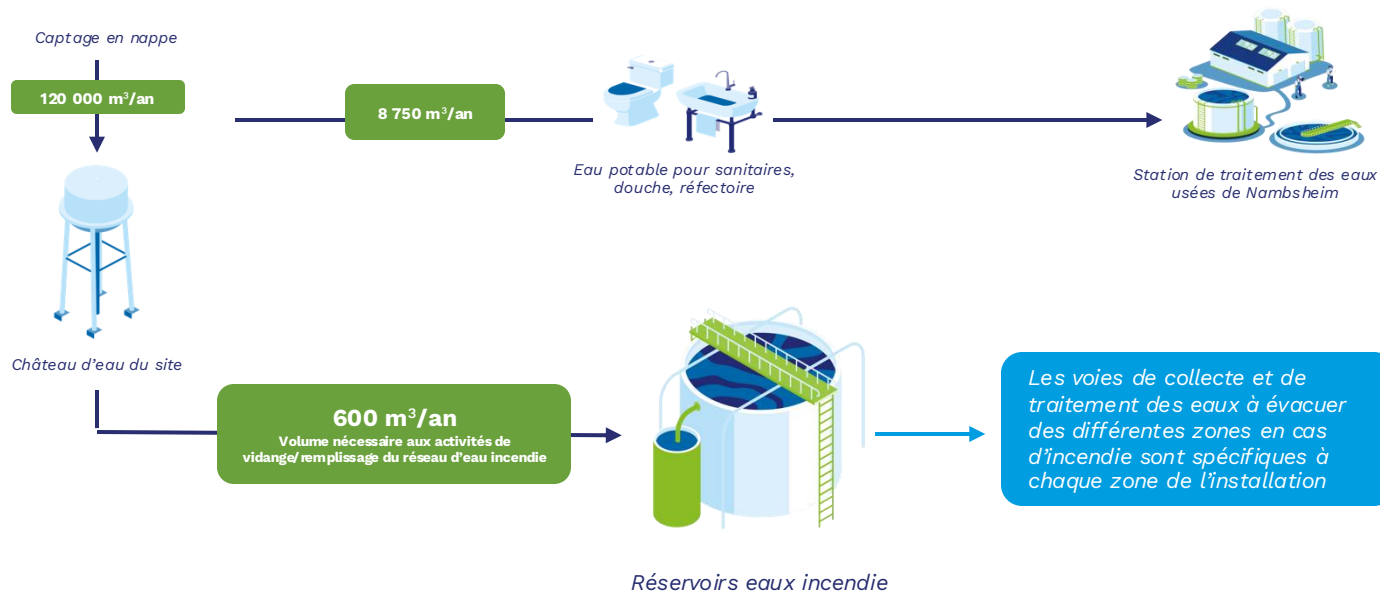 Captage en nappe
120 000 m³/an
8 750 m³/an
Eau potable pour sanitaires,
douche, réfectoire
Station de traitement des eaux
usées de Nambsheim
Château d'eau du site
600 m³/an
Volume nécessaire aux activités de
vidange/remplissage du réseau d'eau incendie
Les voies de collecte et de
traitement des eaux à évacuer
des différentes zones en cas
d'incendie sont spécifiques à
chaque zone de l'installation
Réservoirs eaux incendie